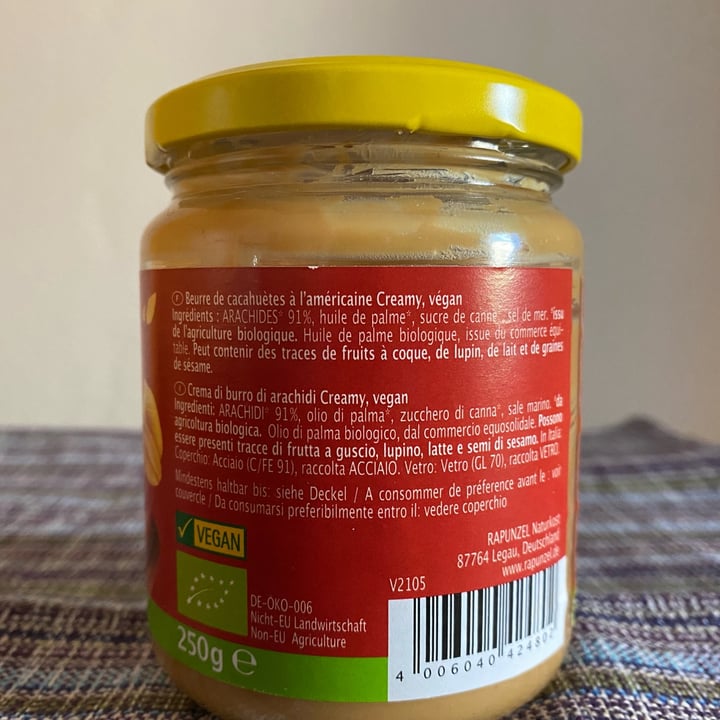 F Beurre de cacahuètes à l'américaine Creamy, végan
Ingrédients : ARACHIDES* 91%, huile de palme*, sucre de canne*, sel de mer. *issu
de l'agriculture biologique. Huile de palme biologique, issue du commerce équi-
table. Peut contenir des traces de fruits à coque, de lupin, de lait et de graines
de sésame.
I Crema di burro di arachidi Creamy, vegan
Ingredienti: ARACHIDI* 91%, olio di palma*, zucchero di canna*, sale marino. *da
agricoltura biologica. Olio di palma biologico, dal commercio equosolidale. Possono
essere presenti tracce di frutta a guscio, lupino, latte e semi di sesamo. In Italia:
Coperchio: Acciaio (C/FE 91), raccolta ACCIAIO. Vetro: Vetro (GL 70), raccolta VETRO.
Mindestens haltbar bis: siehe Deckel / A consommer de préférence avant le : voir
couvercle / Da consumarsi preferibilmente entro il: vedere coperchio
VEGAN
RAPUNZEL Naturkost
87764 Legau, Deutschland
www.rapunzel.de
V2105
DE-ÖKO-006
Nicht-EU Landwirtschaft
Non-EU Agriculture
250g e
4 006040 424802